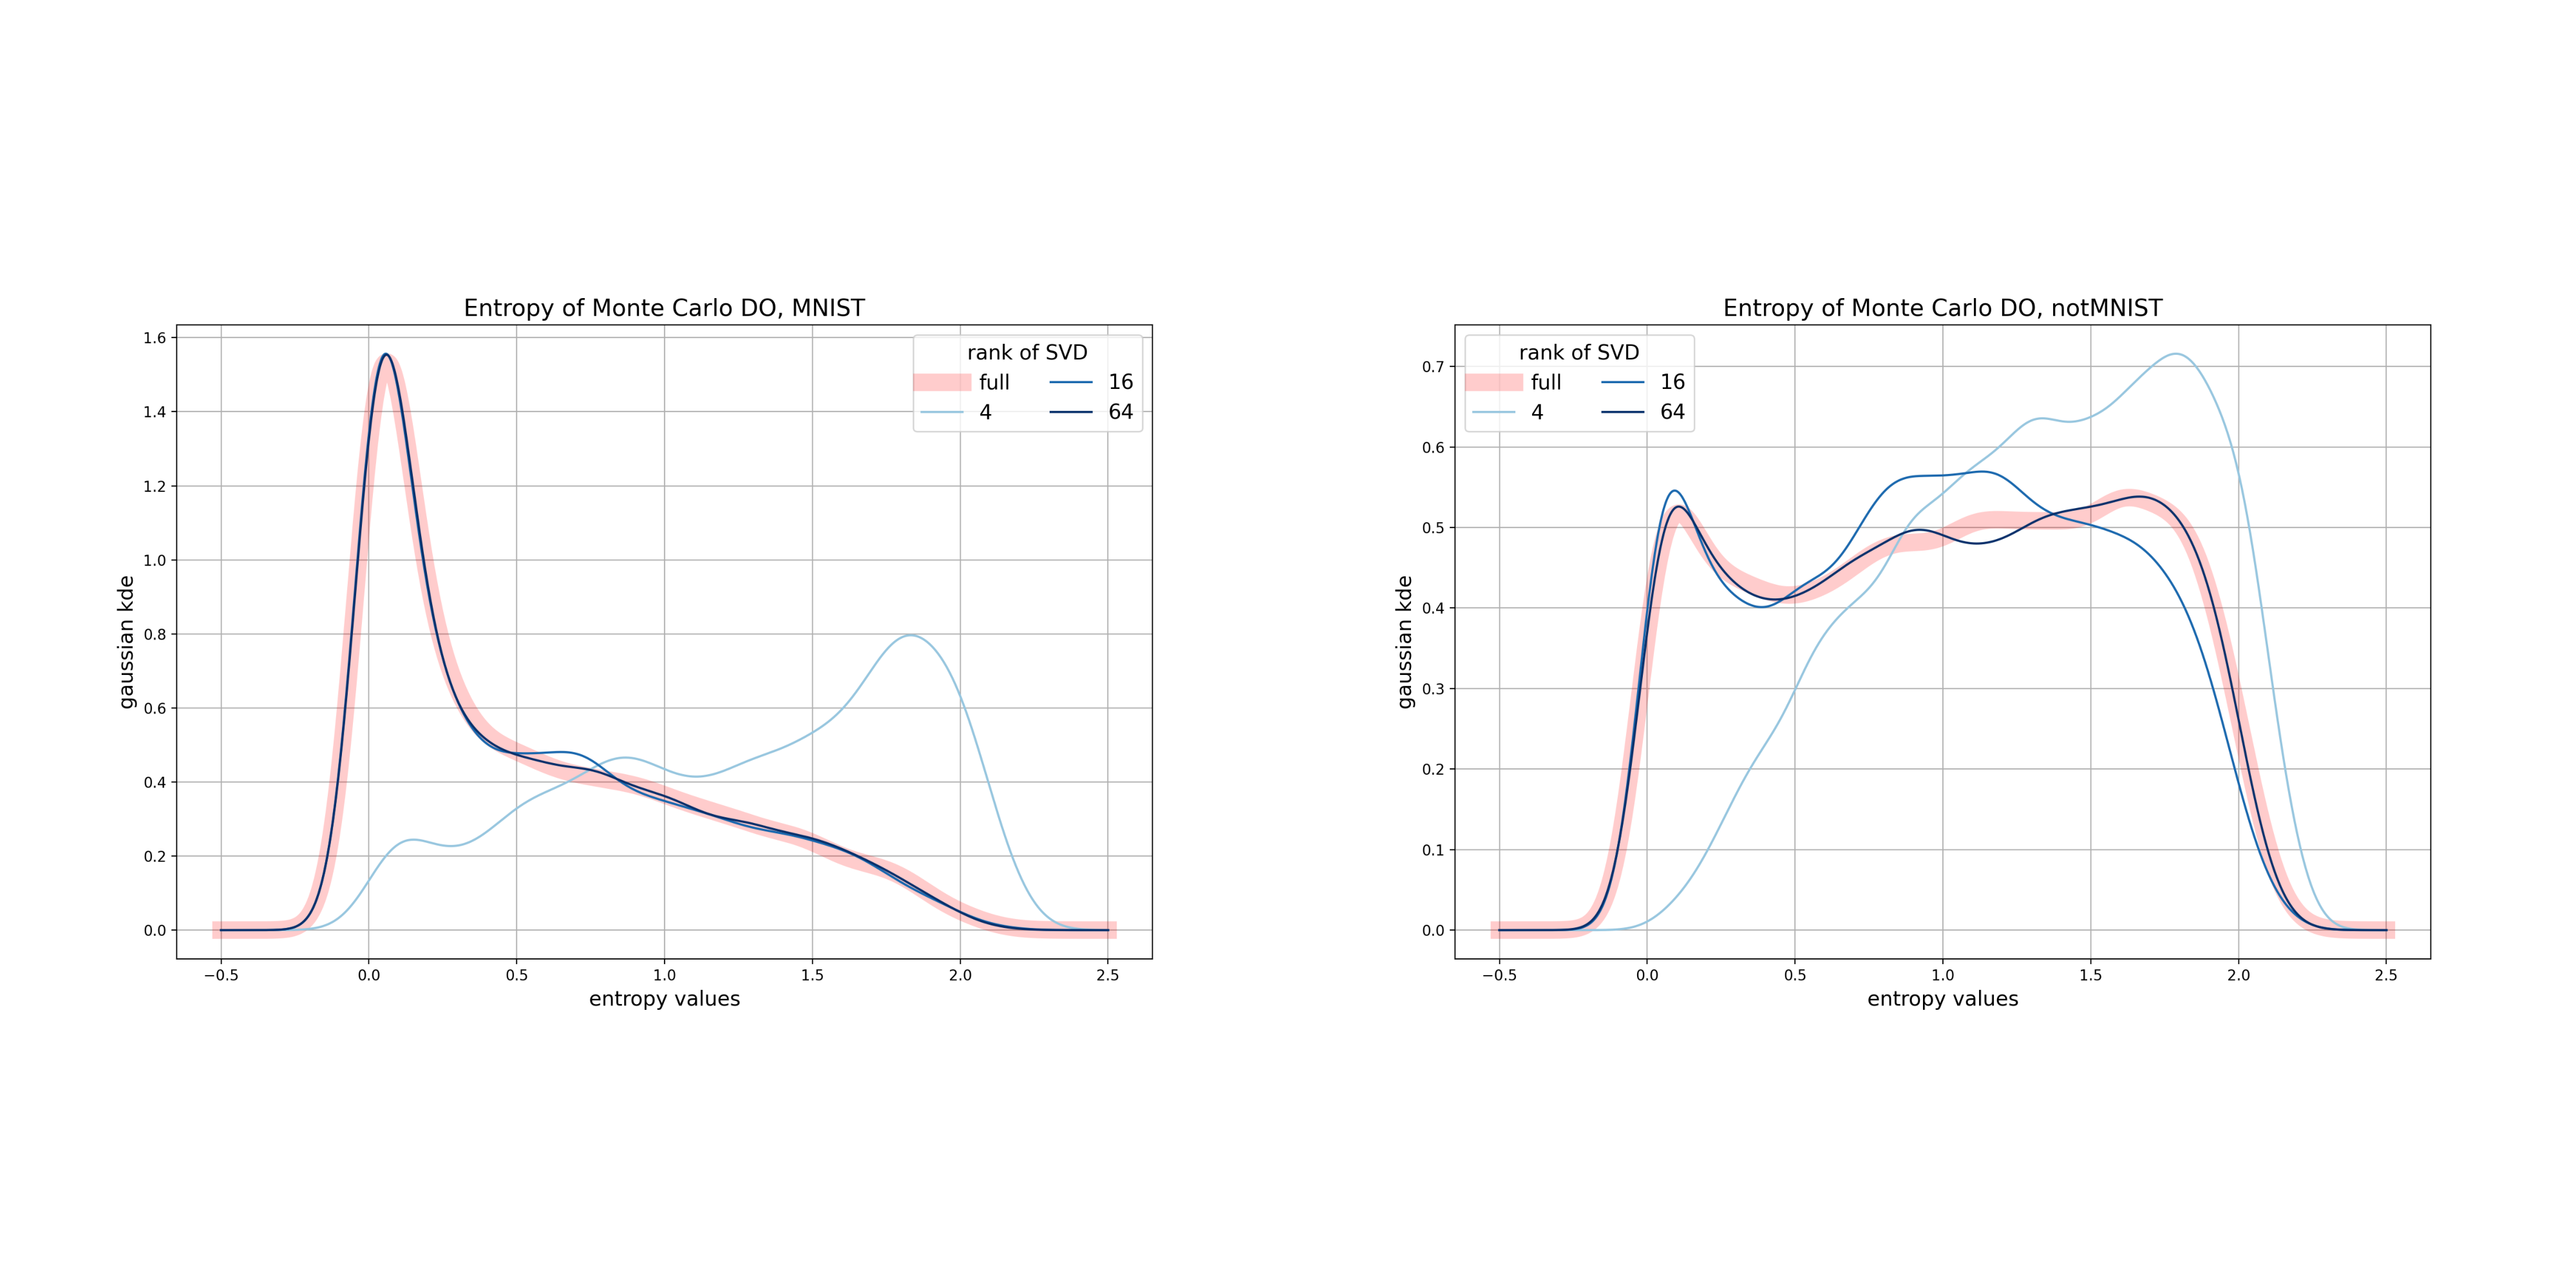 Entropy of Monte Carlo DO, MNIST
rank of SVD
full 16
4 64
1.6
1.4
1.2
1.0
0.8
0.6
0.4
0.2
0.0
gaussian kde
−0.5 0.0 0.5 1.0 1.5 2.0 2.5
entropy values
Entropy of Monte Carlo DO, notMNIST
rank of SVD
full 16
4 64
0.7
0.6
0.5
0.4
0.3
0.2
0.1
0.0
gaussian kde
−0.5 0.0 0.5 1.0 1.5 2.0 2.5
entropy values